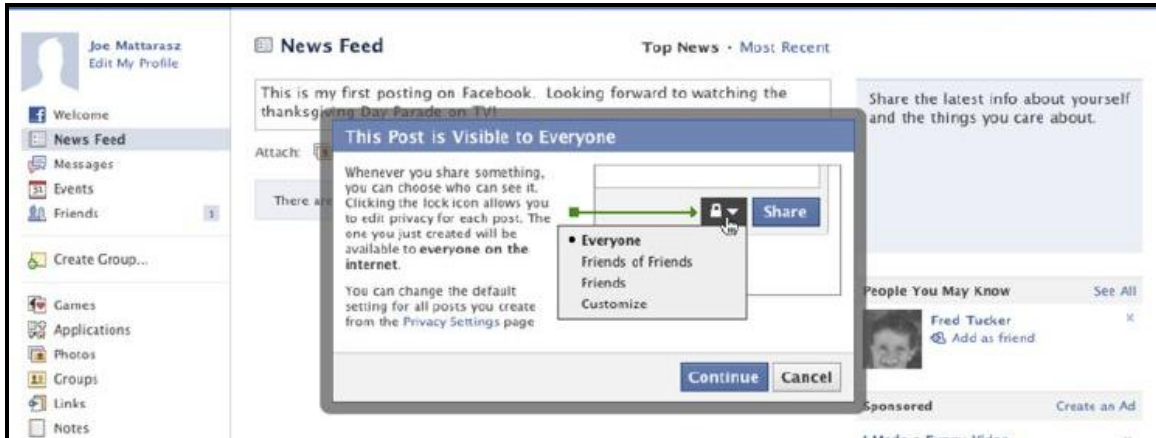 Joe Mattarasz
Edit My Profile
Welcome
News Feed
Messages
31 Events
Friends 1
Create Group...
Games
Applications
Photos
Groups
Links
Notes
News Feed
Top News · Most Recent
This is my first posting on Facebook. Looking forward to watching the
thanksgiving Day Parade on TV!
Attach:
There are
This Post is Visible to Everyone
Whenever you share something,
you can choose who can see it.
Clicking the lock icon allows you
to edit privacy for each post. The
one you just created will be
available to everyone on the
internet.
You can change the default
setting for all posts you create
from the Privacy Settings page
Share
• Everyone
Friends of Friends
Friends
Customize
Continue Cancel
Share the latest info about yourself
and the things you care about.
People You May Know See All
Fred Tucker x
Add as friend
Sponsored Create an Ad
I Made a Funny Video